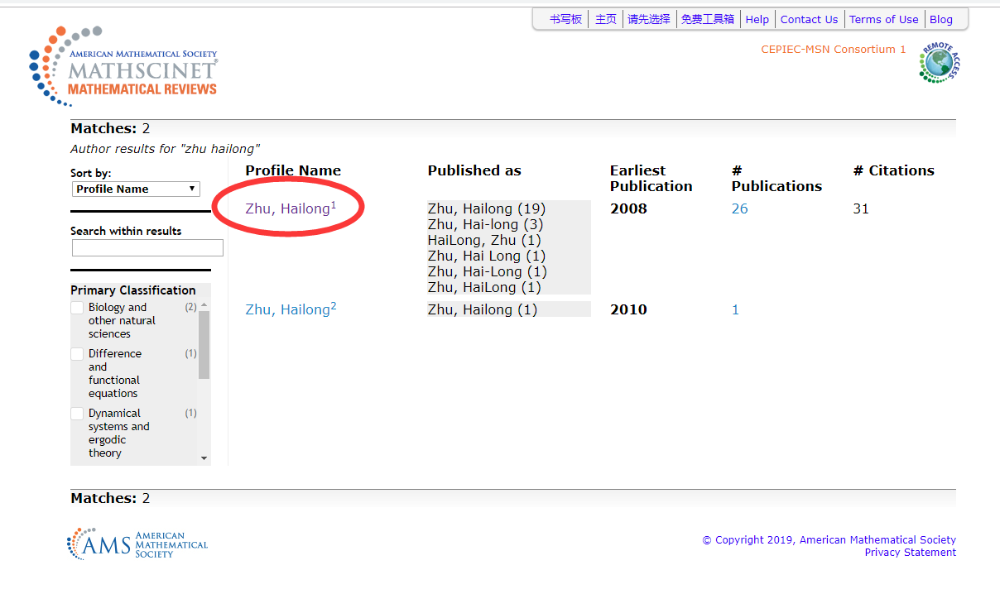 书写板 主页 请先选择 免费工具箱 Help Contact Us Terms of Use Blog
CEPIEC-MSN Consortium 1
REMOTE ACCESS
AMERICAN MATHEMATICAL SOCIETY
MATHSCINET®
MATHEMATICAL REVIEWS
Matches: 2
Author results for "zhu hailong"
Sort by:
Profile Name
Search within results
Primary Classification
Biology and (2)
other natural
sciences
Difference (1)
and
functional
equations
Dynamical (1)
systems and
ergodic
theory
Profile Name Published as Earliest Publication # Publications # Citations
Zhu, Hailong1 Zhu, Hailong (19) 2008 26 31
Zhu, Hai-long (3)
HaiLong, Zhu (1)
Zhu, Hai Long (1)
Zhu, Hai-Long (1)
Zhu, HaiLong (1)
Zhu, Hailong2 Zhu, Hailong (1) 2010 1
Matches: 2
AMS AMERICAN
MATHEMATICAL
SOCIETY
© Copyright 2019, American Mathematical Society
Privacy Statement